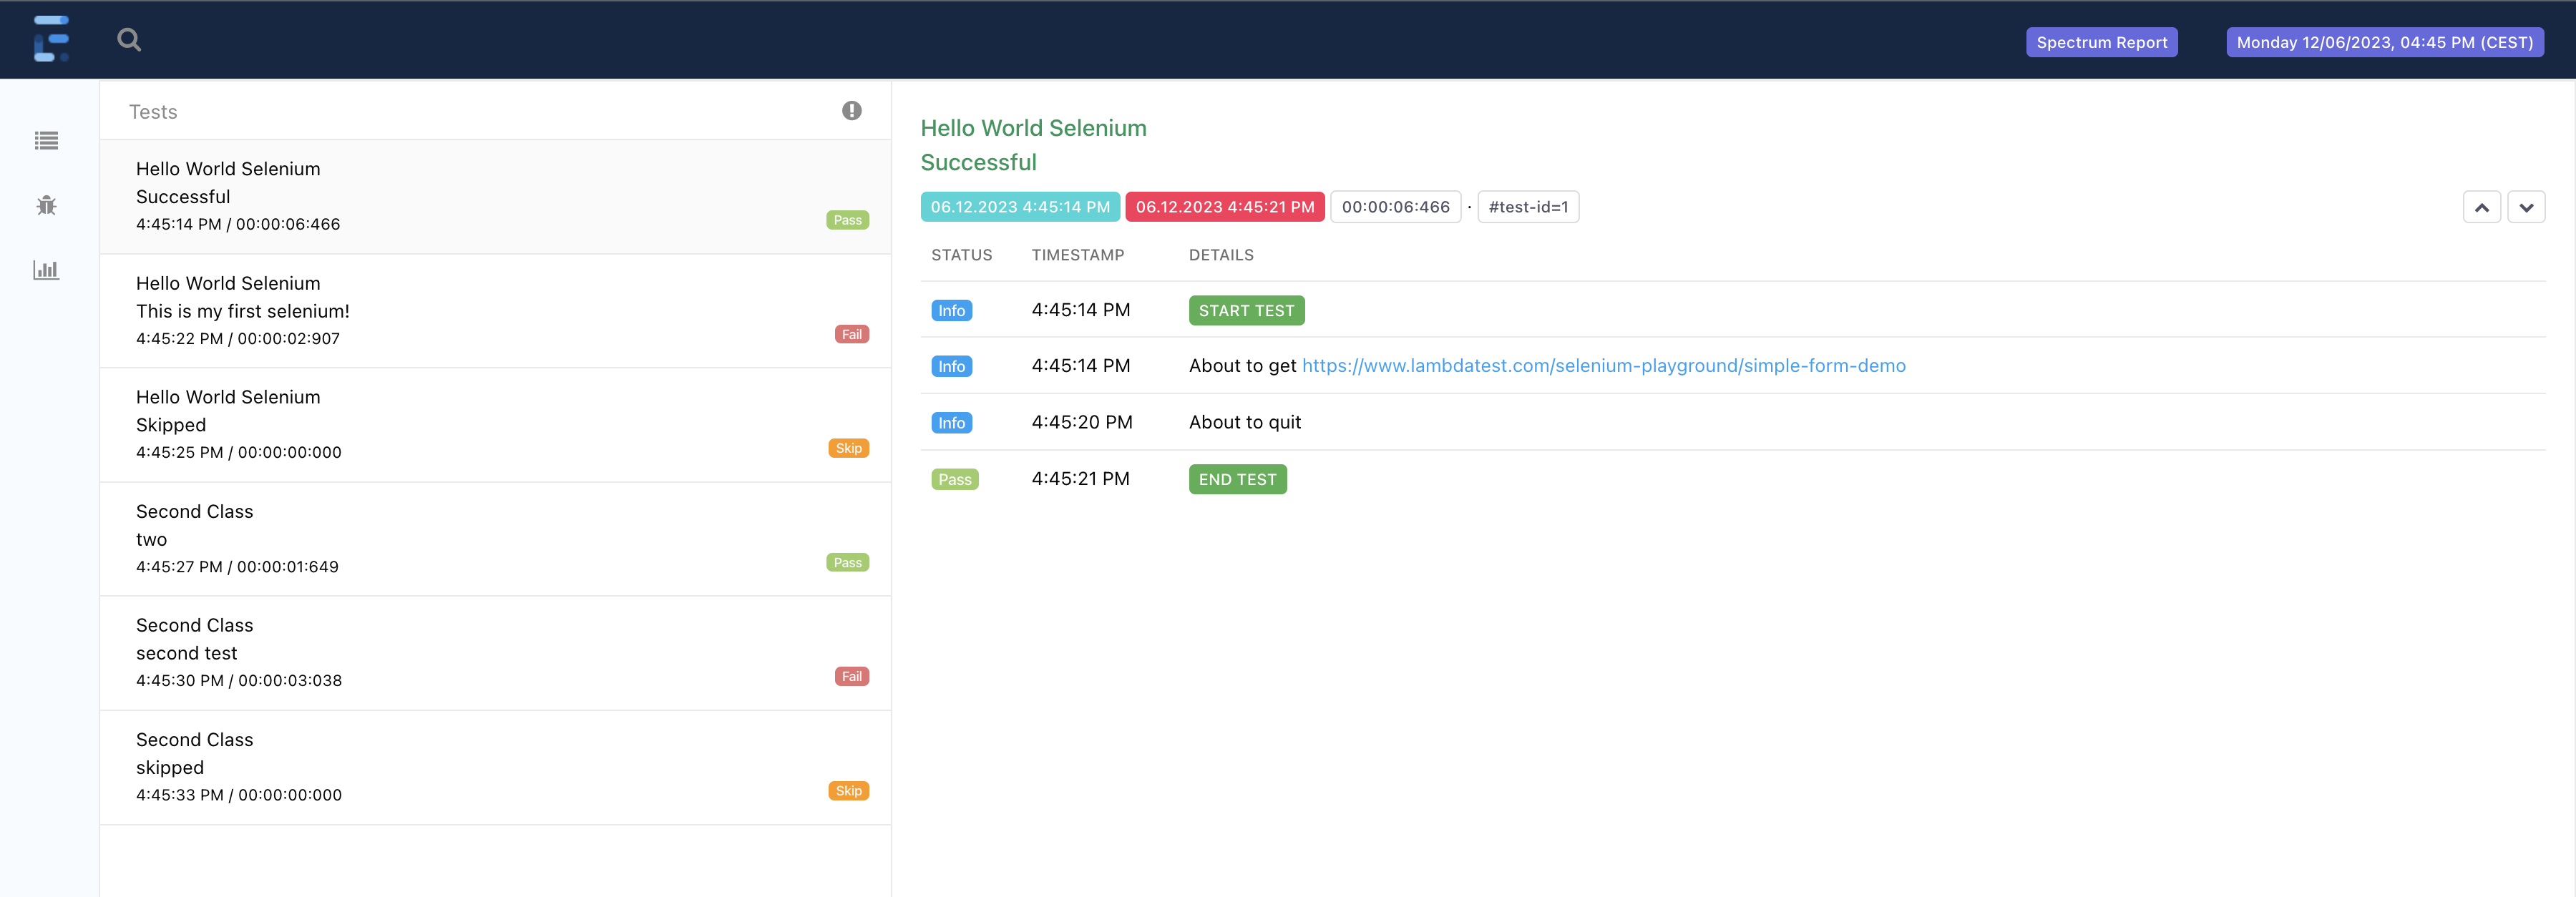 Spectrum Report
Monday 12/06/2023, 04:45 PM (CEST)
Tests
Hello World Selenium
Successful
4:45:14 PM / 00:00:06:466
Pass
Hello World Selenium
This is my first selenium!
4:45:22 PM / 00:00:02:907
Fail
Hello World Selenium
Skipped
4:45:25 PM / 00:00:00:000
Skip
Second Class
two
4:45:27 PM / 00:00:01:649
Pass
Second Class
second test
4:45:30 PM / 00:00:03:038
Fail
Second Class
skipped
4:45:33 PM / 00:00:00:000
Skip
Hello World Selenium
Successful
06.12.2023 4:45:14 PM 06.12.2023 4:45:21 PM 00:00:06:466 · #test-id=1
STATUS TIMESTAMP DETAILS
Info 4:45:14 PM START TEST
Info 4:45:14 PM About to get https://www.lambdatest.com/selenium-playground/simple-form-demo
Info 4:45:20 PM About to quit
Pass 4:45:21 PM END TEST